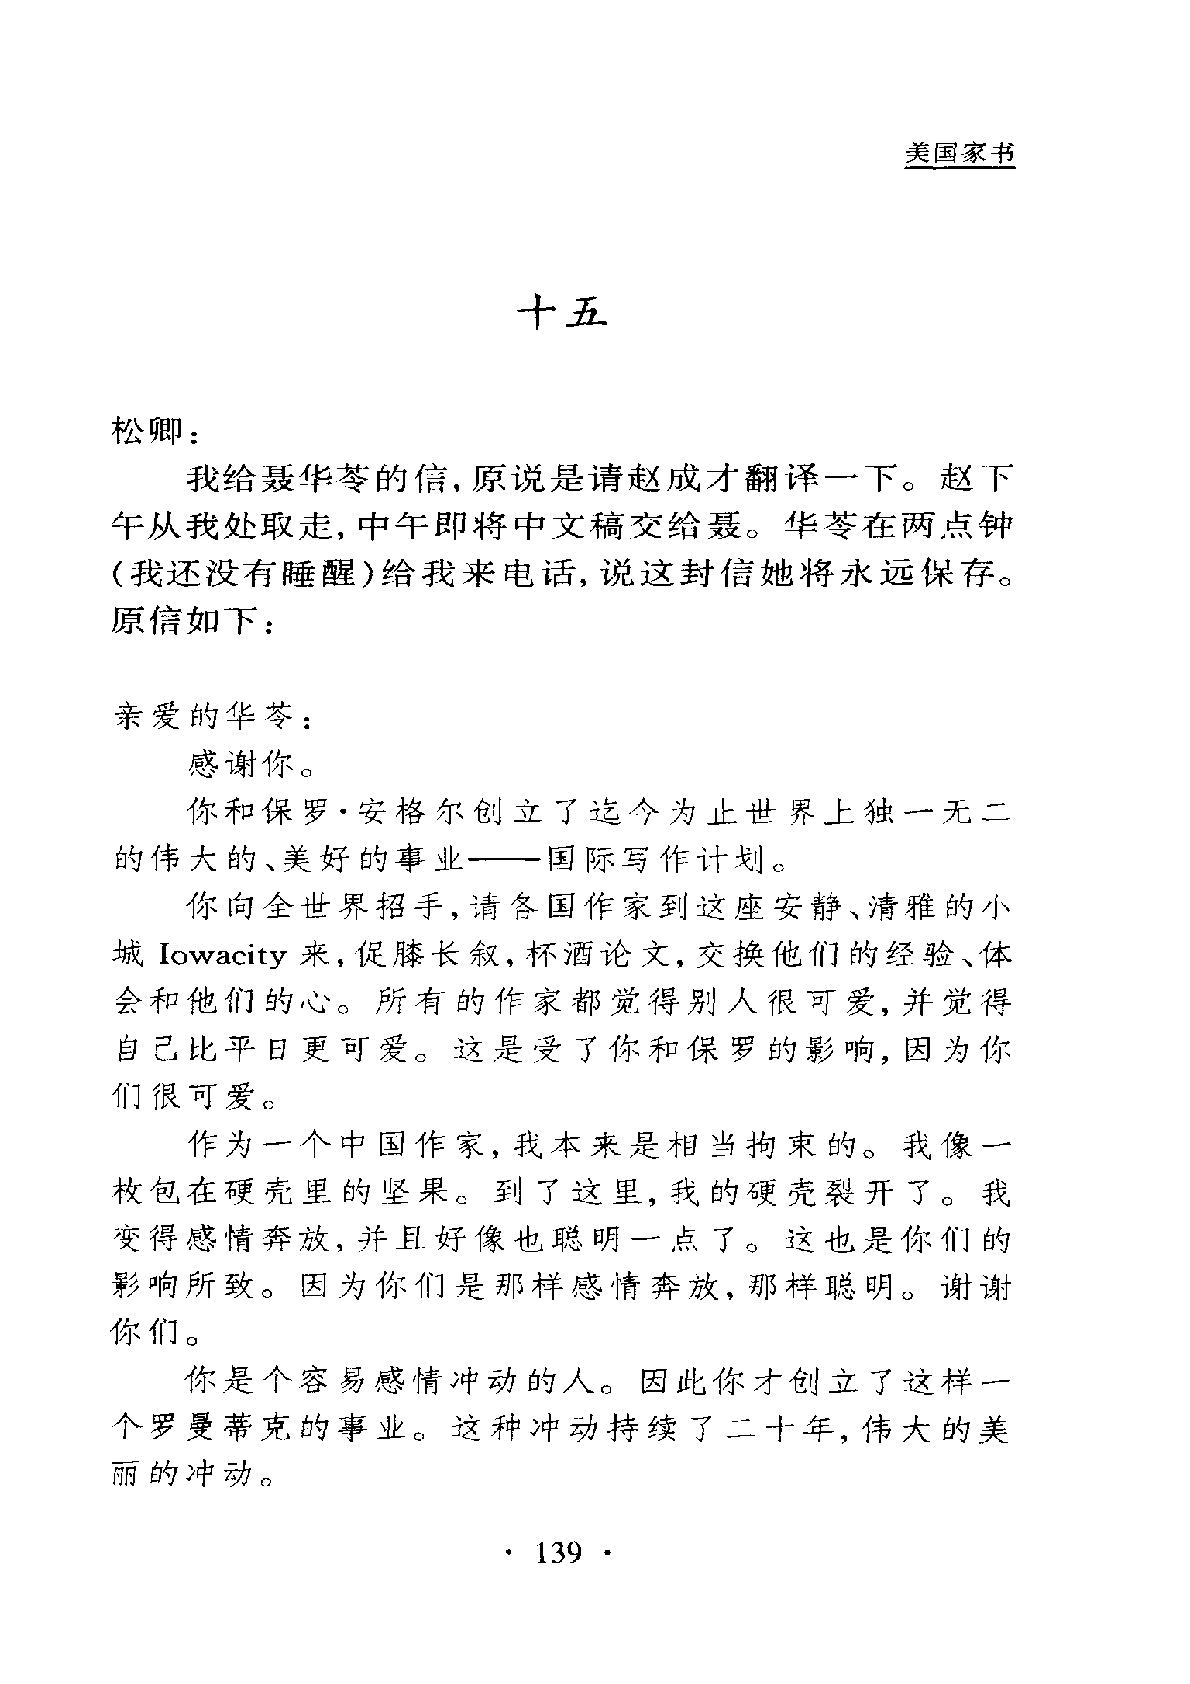 美国家书
十五
松卿：
我给聂华苓的信，原说是请赵成才翻译一下。赵下
午从我处取走，中午即将中文稿交给聂。华苓在两点钟
（我还没有睡醒）给我来电话，说这封信她将永远保存。
原信如下：
亲爱的华苓：
感谢你。
你和保罗·安格尔创立了迄今为止世界上独一无二
的伟大的、美好的事业——国际写作计划。
你向全世界招手，请各国作家到这座安静、清雅的小
城 Iowacity 来，促膝长叙，杯酒论文，交换他们的经验、体
会和他们的心。所有的作家都觉得别人很可爱，并觉得
自己比平日更可爱。这是受了你和保罗的影响，因为你
们很可爱。
作为一个中国作家，我本来是相当拘束的。我像一
枚包在硬壳里的坚果。到了这里，我的硬壳裂开了。我
变得感情奔放，并且好像也聪明一点了。这也是你们的
影响所致。因为你们是那样感情奔放，那样聪明。谢谢
你们。
你是个容易感情冲动的人。因此你才创立了这样一
个罗曼蒂克的事业。这种冲动持续了二十年，伟大的美
丽的冲动。
· 139 ·